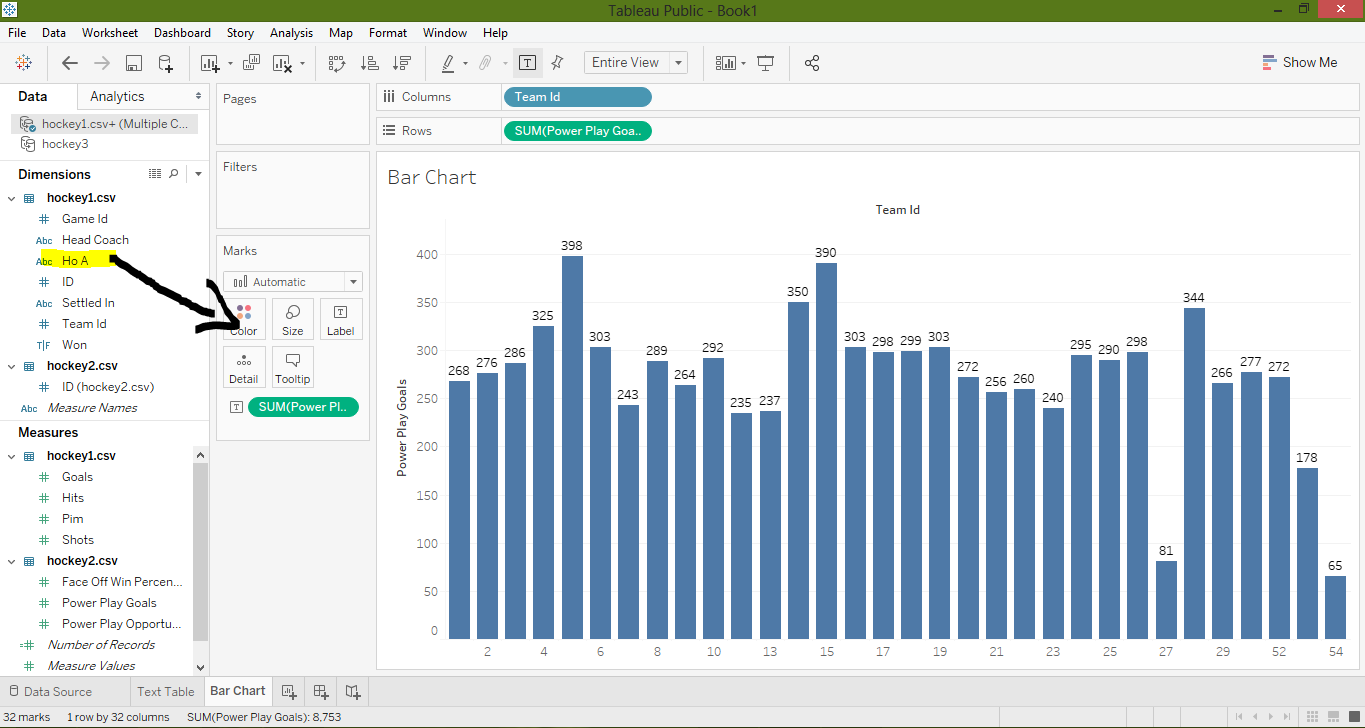 Tableau Public - Book1
File Data Worksheet Dashboard Story Analysis Map Format Window Help
Entire View
Show Me
Data Analytics
hockey1.csv+ (Multiple C...
hockey3
Dimensions
hockey1.csv
# Game Id
Abc Head Coach
Abc Ho A
# ID
Abc Settled In
# Team Id
T|F Won
hockey2.csv
# ID (hockey2.csv)
Abc Measure Names
Measures
hockey1.csv
# Goals
# Hits
# Pim
# Shots
hockey2.csv
# Face Off Win Percen...
# Power Play Goals
# Power Play Opportu...
=# Number of Records
# Measure Values
Pages
Filters
Marks
Automatic
Color Size Label
Detail Tooltip
SUM(Power Pl..
Columns Team Id
Rows SUM(Power Play Goa..
Bar Chart
Team Id
Power Play Goals
400
350
300
250
200
150
100
50
0
268 276 286 325 398 303 243 289 264 292 235 237 350 390 303 298 299 303 272 256 260 240 295 290 298 81 344 266 277 272 178 65
2 4 6 8 10 13 15 17 19 21 23 25 27 29 52 54
Data Source Text Table Bar Chart
32 marks 1 row by 32 columns SUM(Power Play Goals): 8,753